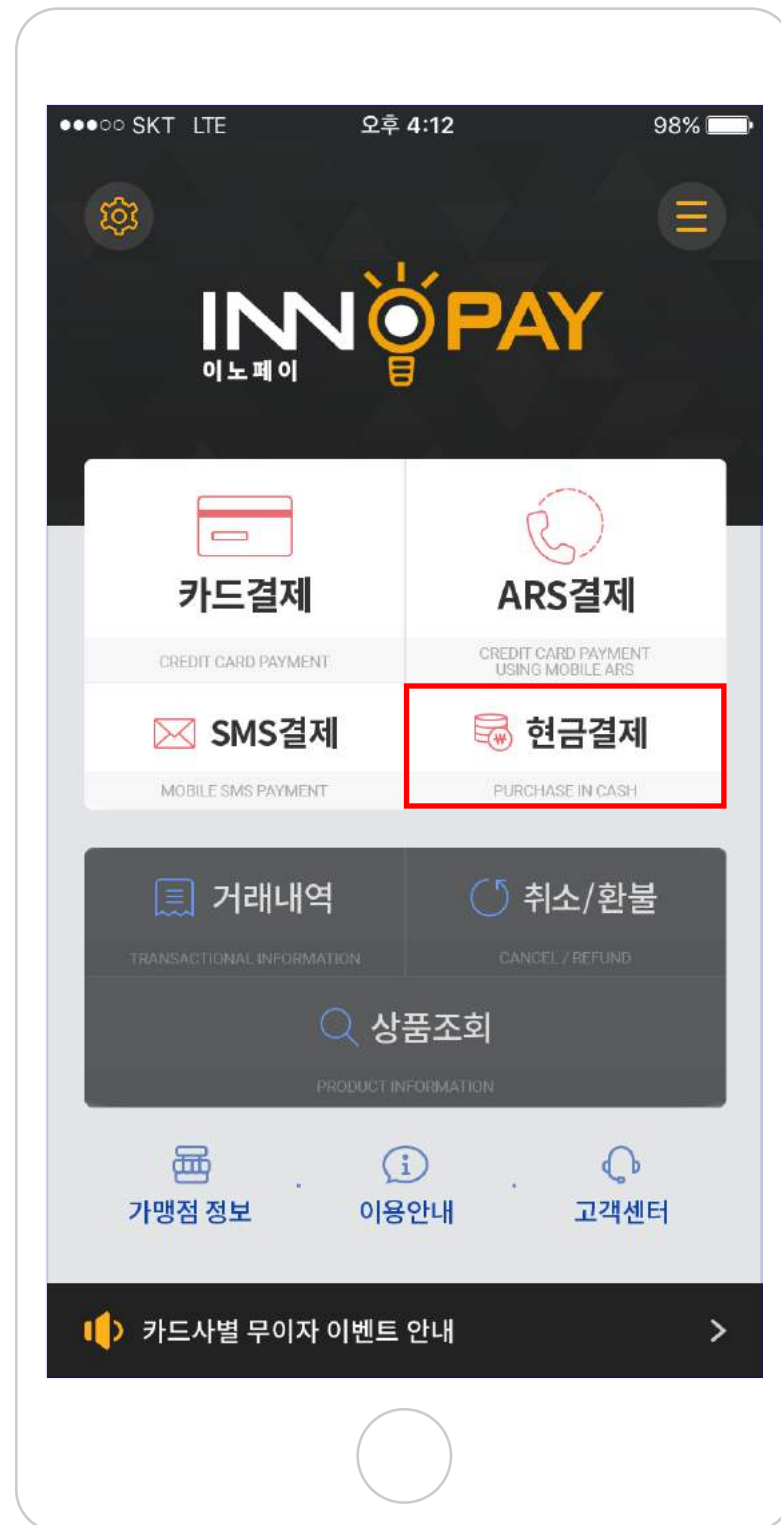 SKT LTE 오후 4:12 98%
INNOPAY
이노페이
카드결제 ARS결제
CREDIT CARD PAYMENT CREDIT CARD PAYMENT
USING MOBILE ARS
SMS결제 현금결제
MOBILE SMS PAYMENT PURCHASE IN CASH
거래내역 취소/환불
TRANSACTIONAL INFORMATION CANCEL / REFUND
상품조회
PRODUCT INFORMATION
가맹점 정보 이용안내 고객센터
카드사별 무이자 이벤트 안내